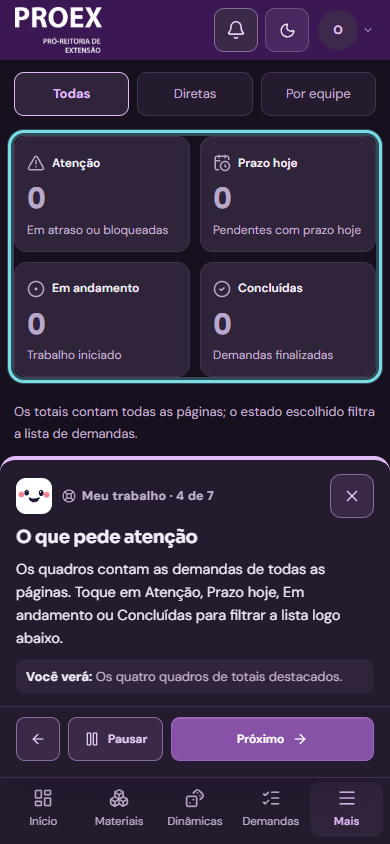 PROEX
PRÓ-REITORIA DE
EXTENSÃO
O
Todas
Diretas
Por equipe
Atenção
0
Em atraso ou bloqueadas
Prazo hoje
0
Pendentes com prazo hoje
Em andamento
0
Trabalho iniciado
Concluídas
0
Demandas finalizadas
Os totais contam todas as páginas; o estado escolhido filtra
a lista de demandas.
Meu trabalho · 4 de 7
O que pede atenção
Os quadros contam as demandas de todas as
páginas. Toque em Atenção, Prazo hoje, Em
andamento ou Concluídas para filtrar a lista logo
abaixo.
Você verá: Os quatro quadros de totais destacados.
Pausar
Próximo
Início
Materiais
Dinâmicas
Demandas
Mais